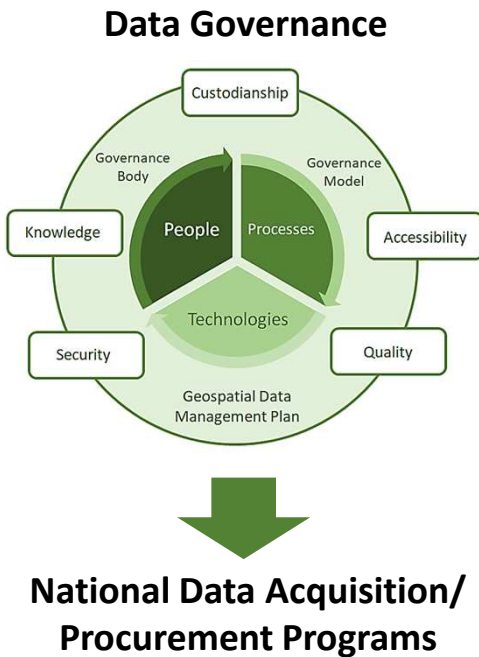 Data Governance
Custodianship
Governance
Body
Governance
Model
People
Processes
Knowledge
Accessibility
Technologies
Security
Quality
Geospatial Data
Management Plan
National Data Acquisition/
Procurement Programs